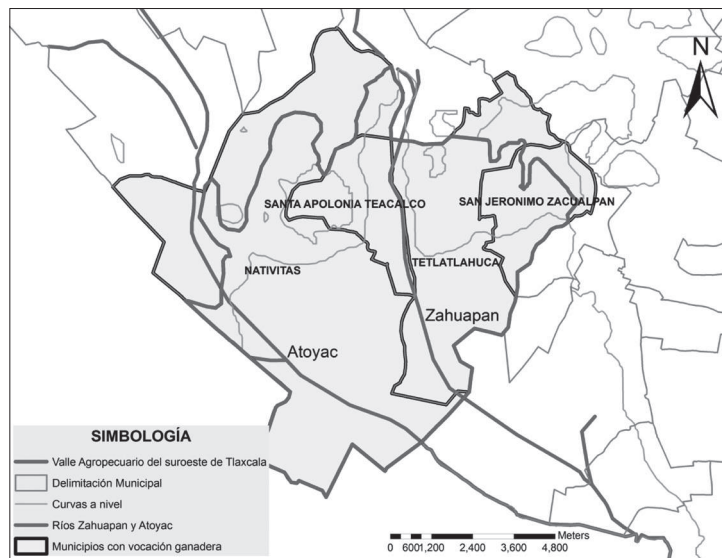 N
SANTA APOLONIA TEACALCO
SAN JERONIMO ZACUALPAN
NATIVITAS
TETLATLAHUCA
Zahuapan
Atoyac
SIMBOLOGÍA
Valle Agropecuario del suroeste de Tlaxcala
Delimitación Municipal
Curvas a nivel
Ríos Zahuapan y Atoyac
Municipios con vocación ganadera
Meters
0 6001,200 2,400 3,600 4,800